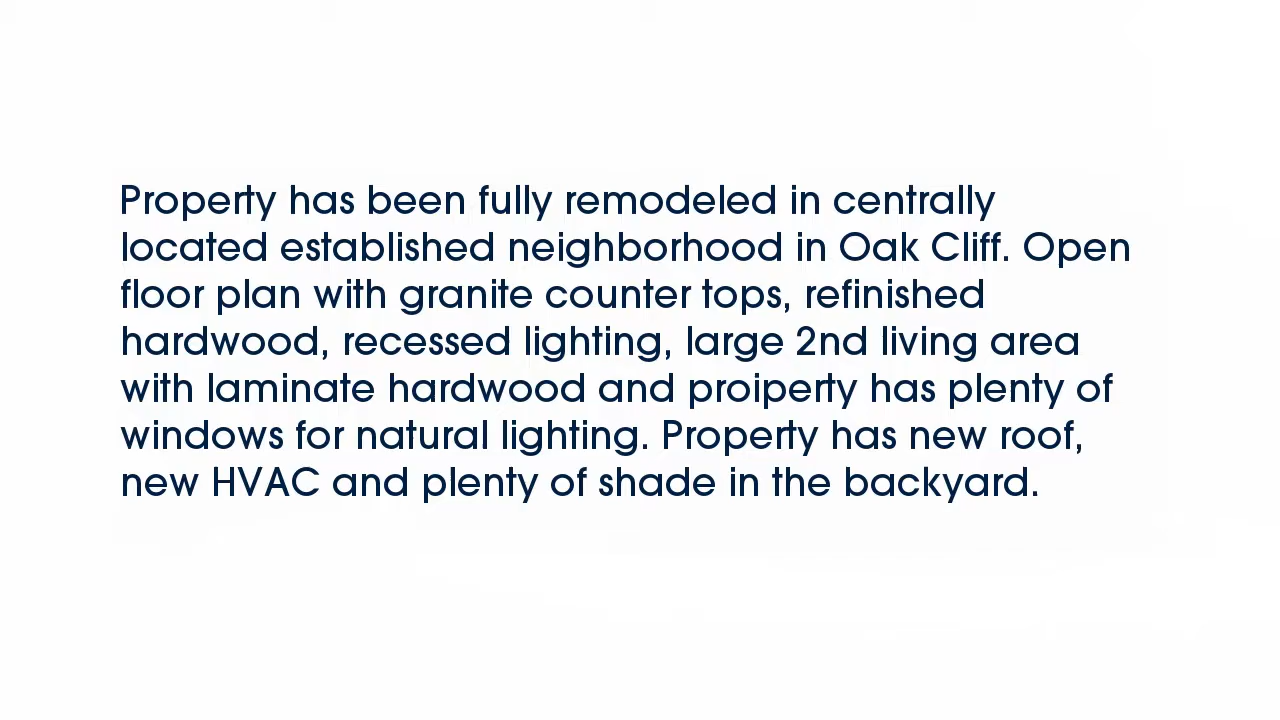 Property has been fully remodeled in centrally
located established neighborhood in Oak Cliff. Open
floor plan with granite counter tops, refinished
hardwood, recessed lighting, large 2nd living area
with laminate hardwood and proiperty has plenty of
windows for natural lighting. Property has new roof,
new HVAC and plenty of shade in the backyard.